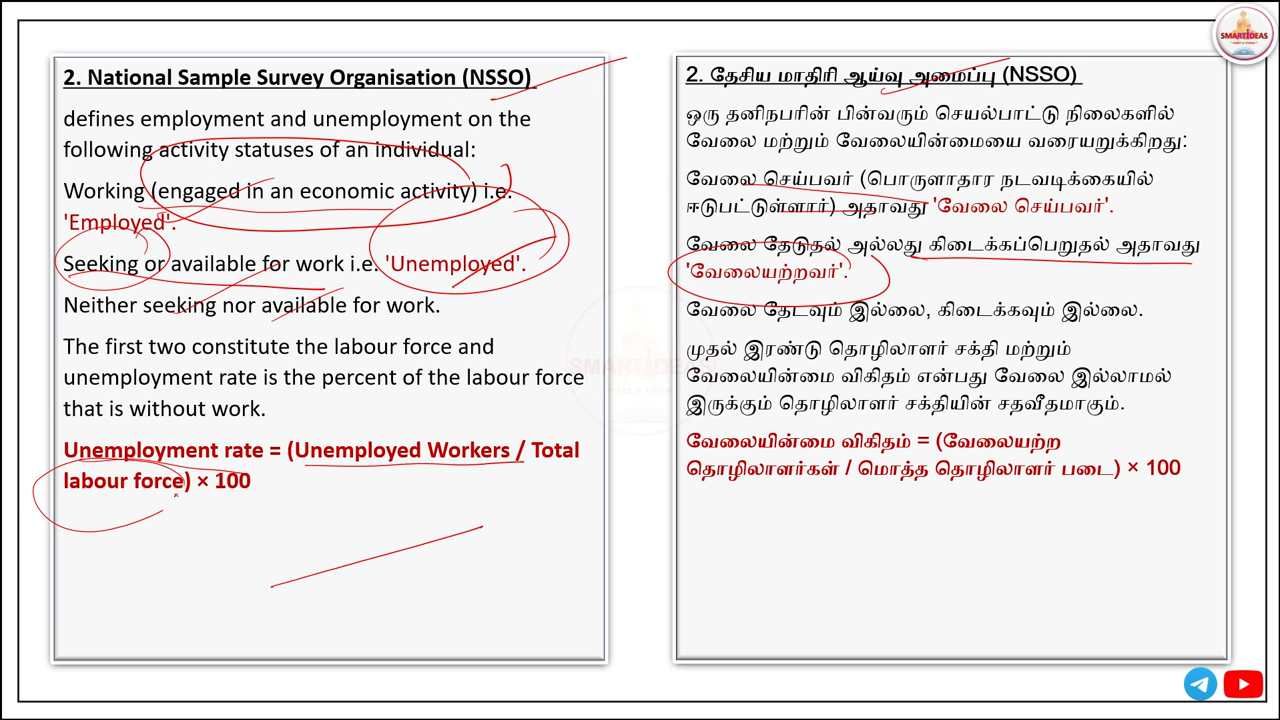 SMARTIDEAS
2. National Sample Survey Organisation (NSSO)
defines employment and unemployment on the
following activity statuses of an individual:
Working (engaged in an economic activity) i.e.
'Employed'.
Seeking or available for work i.e. 'Unemployed'.
Neither seeking nor available for work.
The first two constitute the labour force and
unemployment rate is the percent of the labour force
that is without work.
Unemployment rate = (Unemployed Workers / Total
labour force) × 100
2. தேசிய மாதிரி ஆய்வு அமைப்பு (NSSO)
ஒரு தனிநபரின் பின்வரும் செயல்பாட்டு நிலைகளில்
வேலை மற்றும் வேலையின்மையை வரையறுக்கிறது:
வேலை செய்பவர் (பொருளாதார நடவடிக்கையில்
ஈடுபட்டுள்ளார்) அதாவது 'வேலை செய்பவர்'.
வேலை தேடுதல் அல்லது கிடைக்கப்பெறுதல் அதாவது
'வேலையற்றவர்'.
வேலை தேடவும் இல்லை, கிடைக்கவும் இல்லை.
முதல் இரண்டு தொழிலாளர் சக்தி மற்றும்
வேலையின்மை விகிதம் என்பது வேலை இல்லாமல்
இருக்கும் தொழிலாளர் சக்தியின் சதவீதமாகும்.
வேலையின்மை விகிதம் = (வேலையற்ற
தொழிலாளர்கள் / மொத்த தொழிலாளர் படை) × 100
SMARTIDEAS